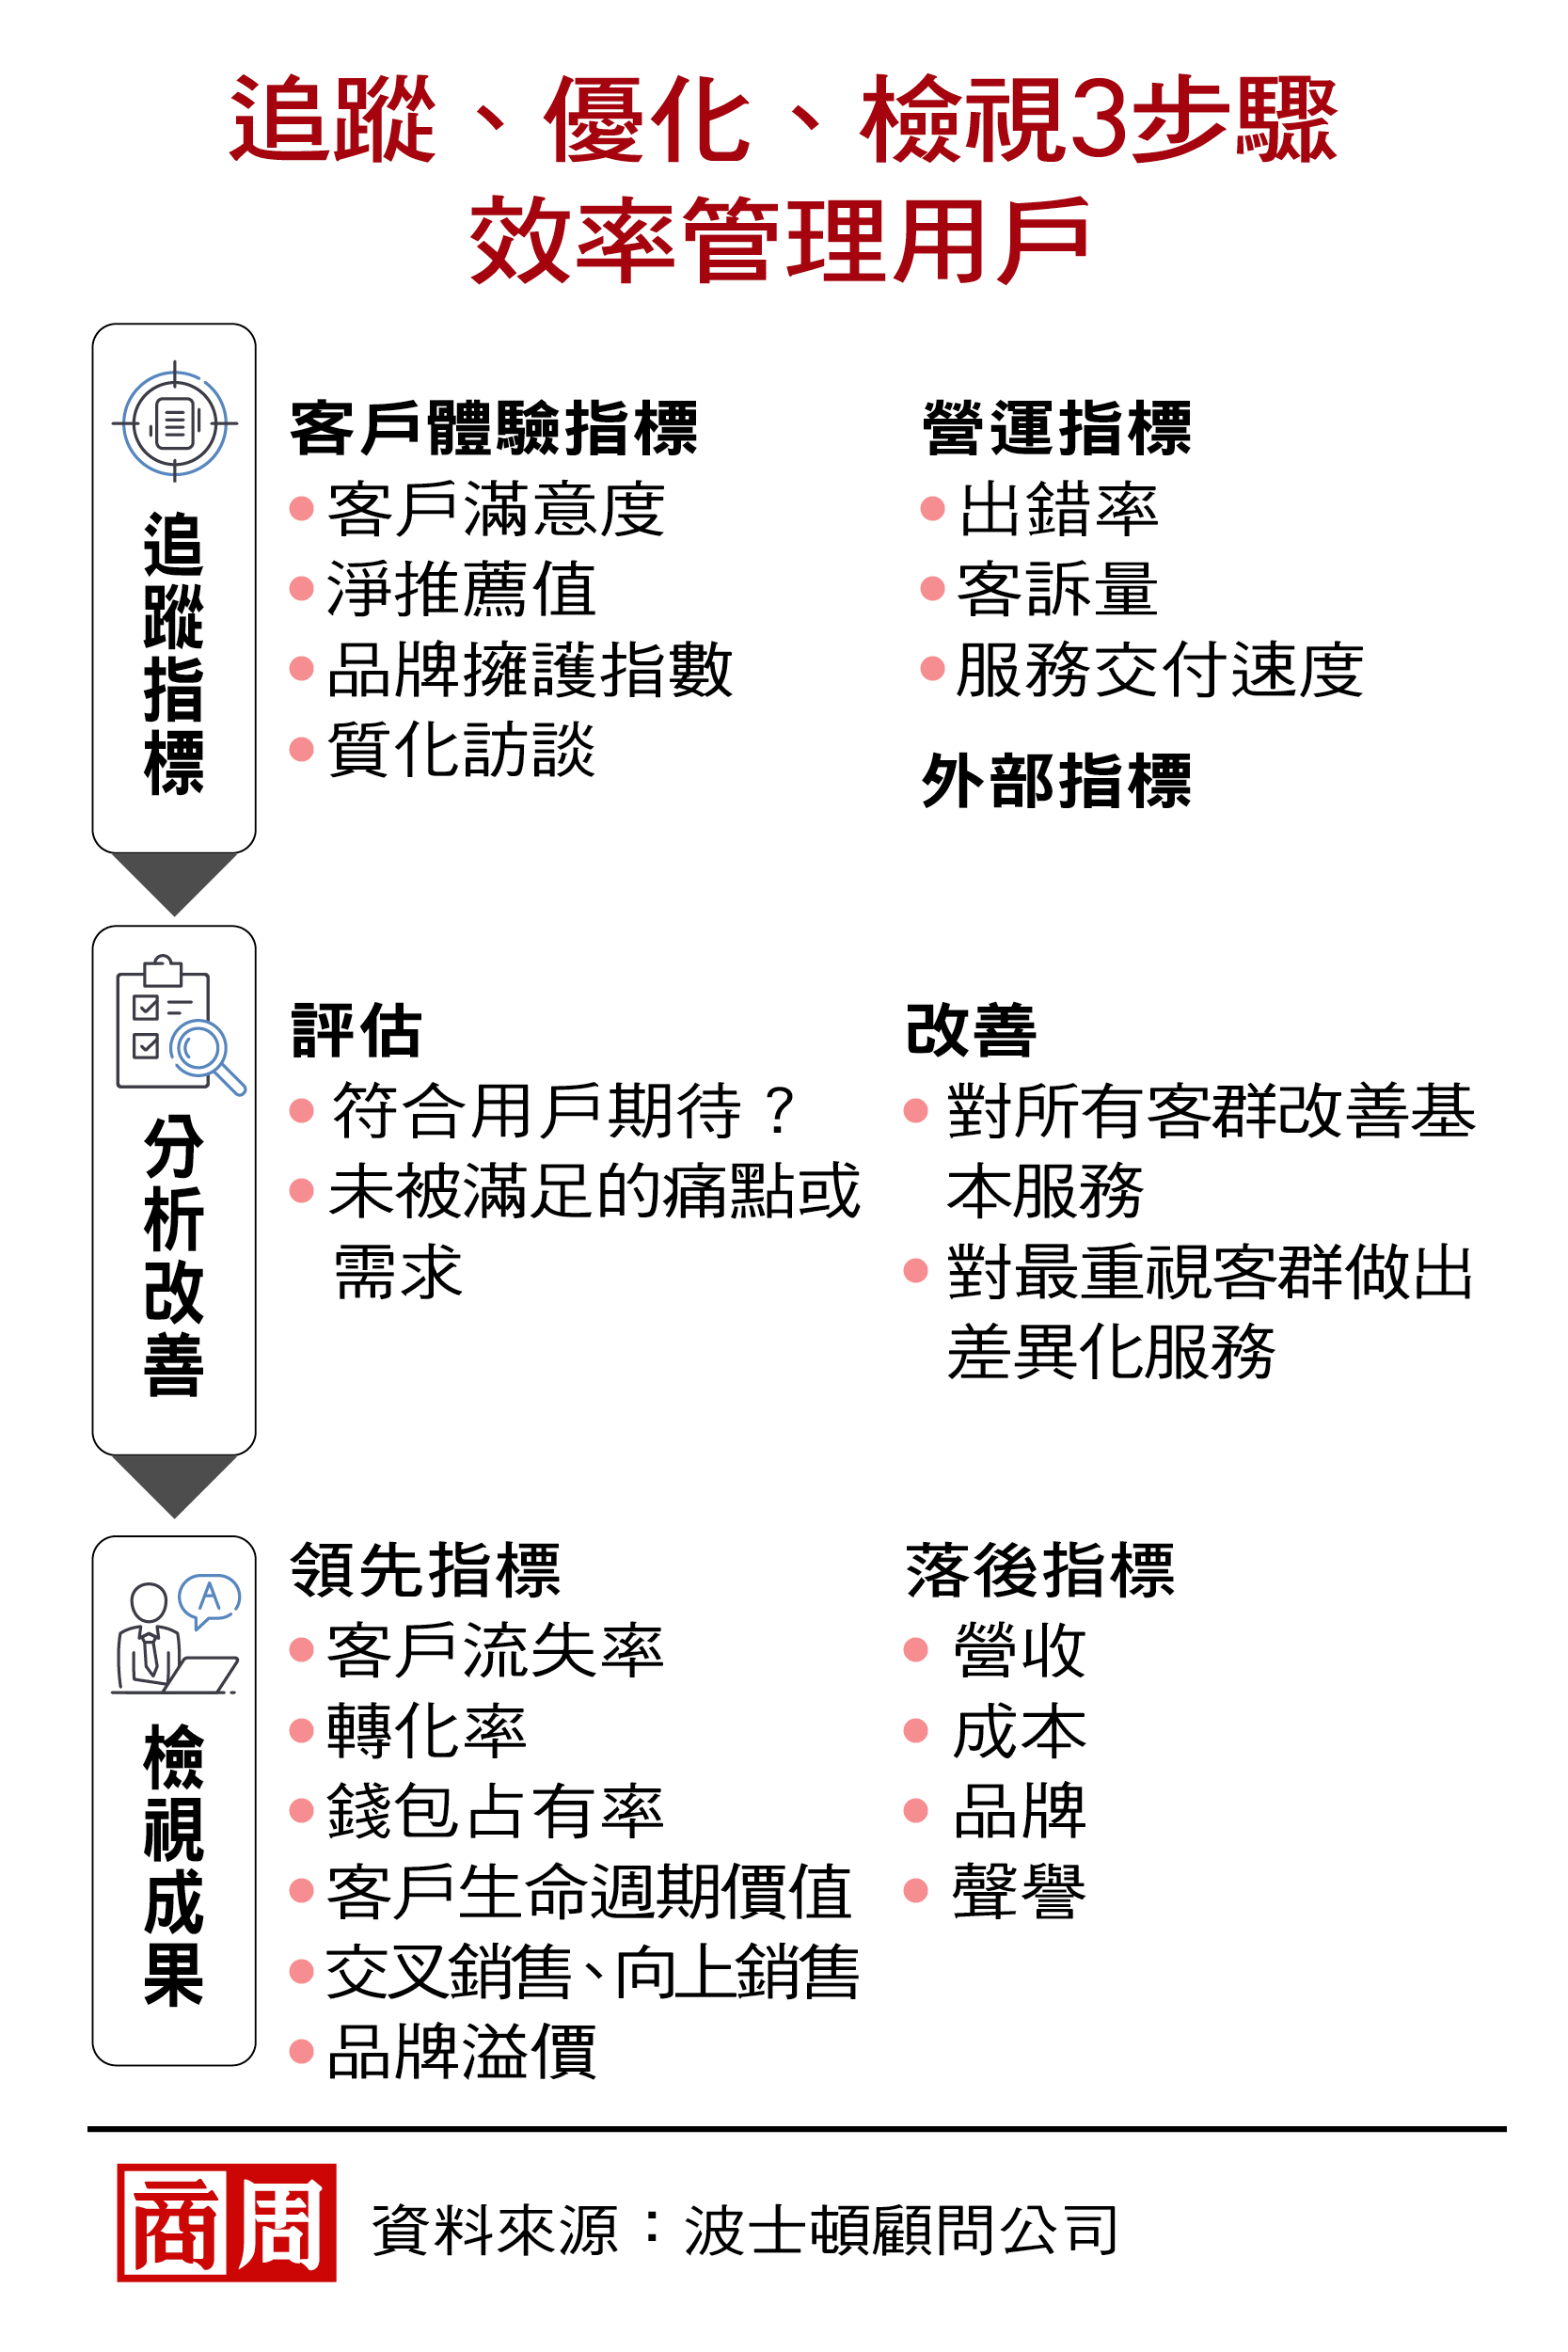 追蹤、優化、檢視3步驟
效率管理用戶
追蹤指標
客戶體驗指標
•客戶滿意度
•淨推薦值
•品牌擁護指數
•質化訪談
營運指標
•出錯率
•客訴量
•服務交付速度
外部指標
分析改善
評估
•符合用戶期待？
•未被滿足的痛點或
需求
改善
•對所有客群改善基
本服務
•對最重視客群做出
差異化服務
A
檢視成果
領先指標
•客戶流失率
•轉化率
•錢包占有率
•客戶生命週期價值
•交叉銷售、向上銷售
•品牌溢價
落後指標
•營收
•成本
•品牌
•聲譽
商周
資料來源：波士頓顧問公司